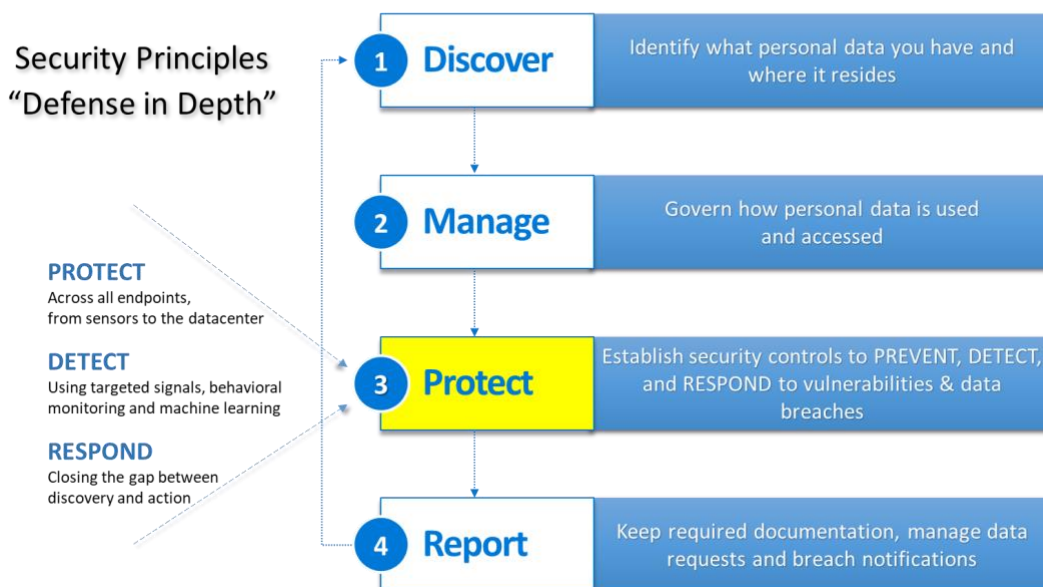 Security Principles
“Defense in Depth”
1 Discover
Identify what personal data you have and
where it resides
2 Manage
Govern how personal data is used
and accessed
PROTECT
Across all endpoints,
from sensors to the datacenter
DETECT
Using targeted signals, behavioral
monitoring and machine learning
RESPOND
Closing the gap between
discovery and action
3 Protect
Establish security controls to PREVENT, DETECT,
and RESPOND to vulnerabilities & data
breaches
4 Report
Keep required documentation, manage data
requests and breach notifications